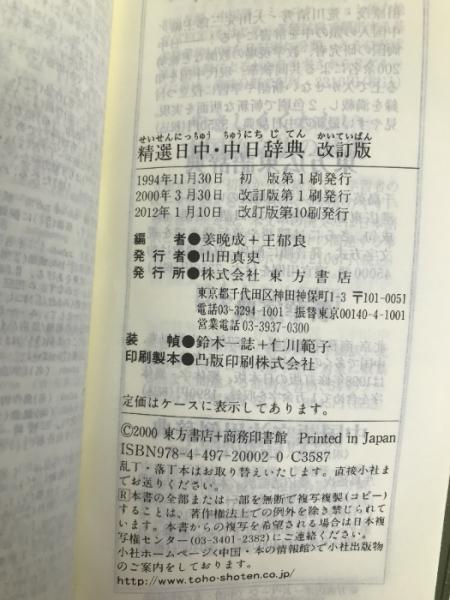 せいせんにっちゅう ちゅうにちじてん かいていばん
精選日中・中日辞典 改訂版
1994年11月30日 初 版第1刷発行
2000年3月30日 改訂版第1刷発行
2012年1月10日 改訂版第10刷発行
編 者●姜晩成+王郁良
発行者●山田真史
発行所●株式会社 東方書店
東京都千代田区神田神保町1-3 〒101-0051
電話03-3294-1001 振替東京00140-4-1001
営業電話03-3937-0300
装 幀●鈴木一誌+仁川範子
印刷製本●凸版印刷株式会社
定価はケースに表示してあります。
©2000 東方書店+商務印書館 Printed in Japan
ISBN978-4-497-20002-0 C3587
乱丁・落丁本はお取り替えいたします。直接小社ま
でお送りください。
Ⓡ本書の全部または一部を無断で複写複製(コピー)
することは、著作権法上での例外を除き禁じられて
います。本書からの複写を希望される場合は日本複
写権センター(03-3401-2382)にご連絡ください。
小社ホームページ〈中国・本の情報館〉で小社出版物
のご案内をしております。
http://www.toho-shoten.co.jp/